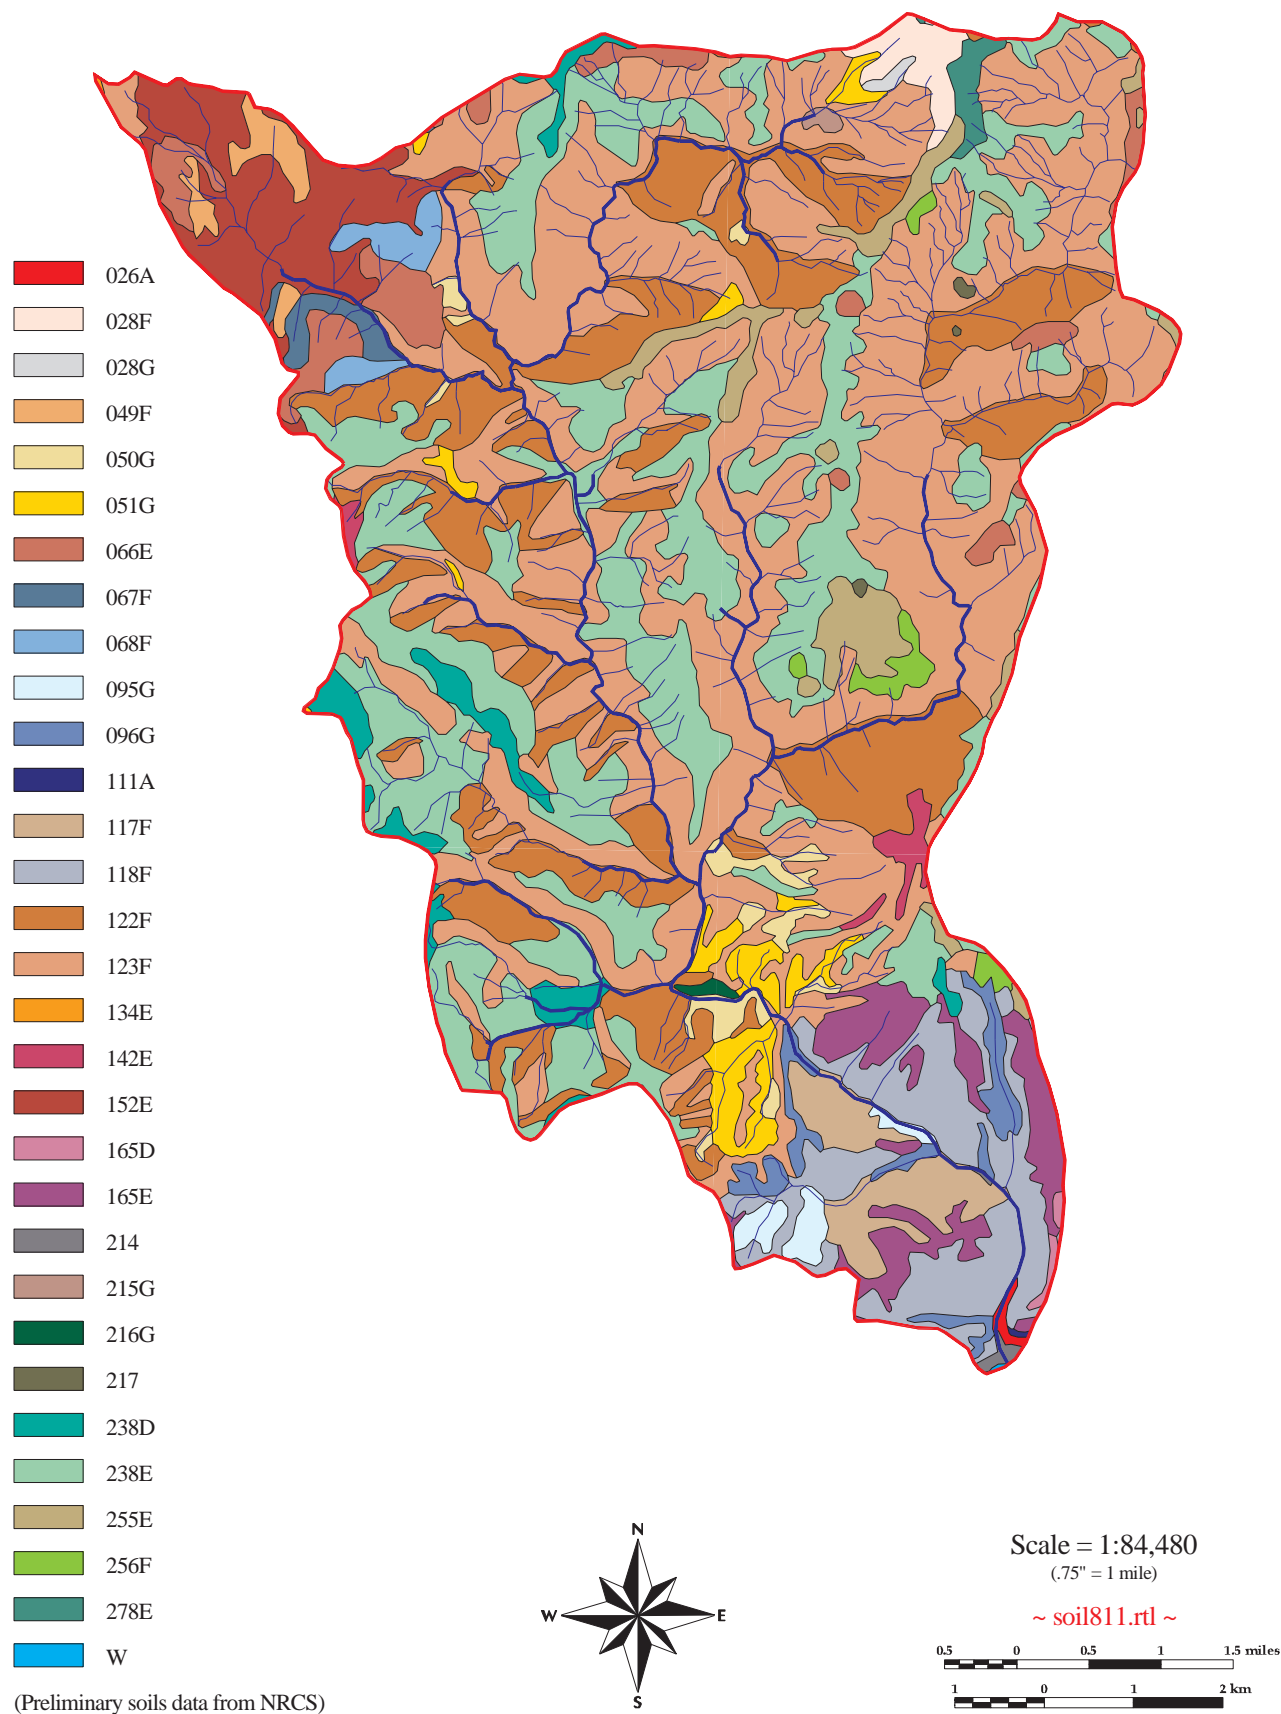 026A
028F
028G
049F
050G
051G
066E
067F
068F
095G
096G
111A
117F
118F
122F
123F
134E
142E
152E
165D
165E
214
215G
216G
217
238D
238E
255E
256F
278E
W
(Preliminary soils data from NRCS)
N
W E
S
Scale = 1:84,480
(.75" = 1 mile)
~ soil811.rtl ~
0.5 0 0.5 1 1.5 miles
1 0 1 2 km